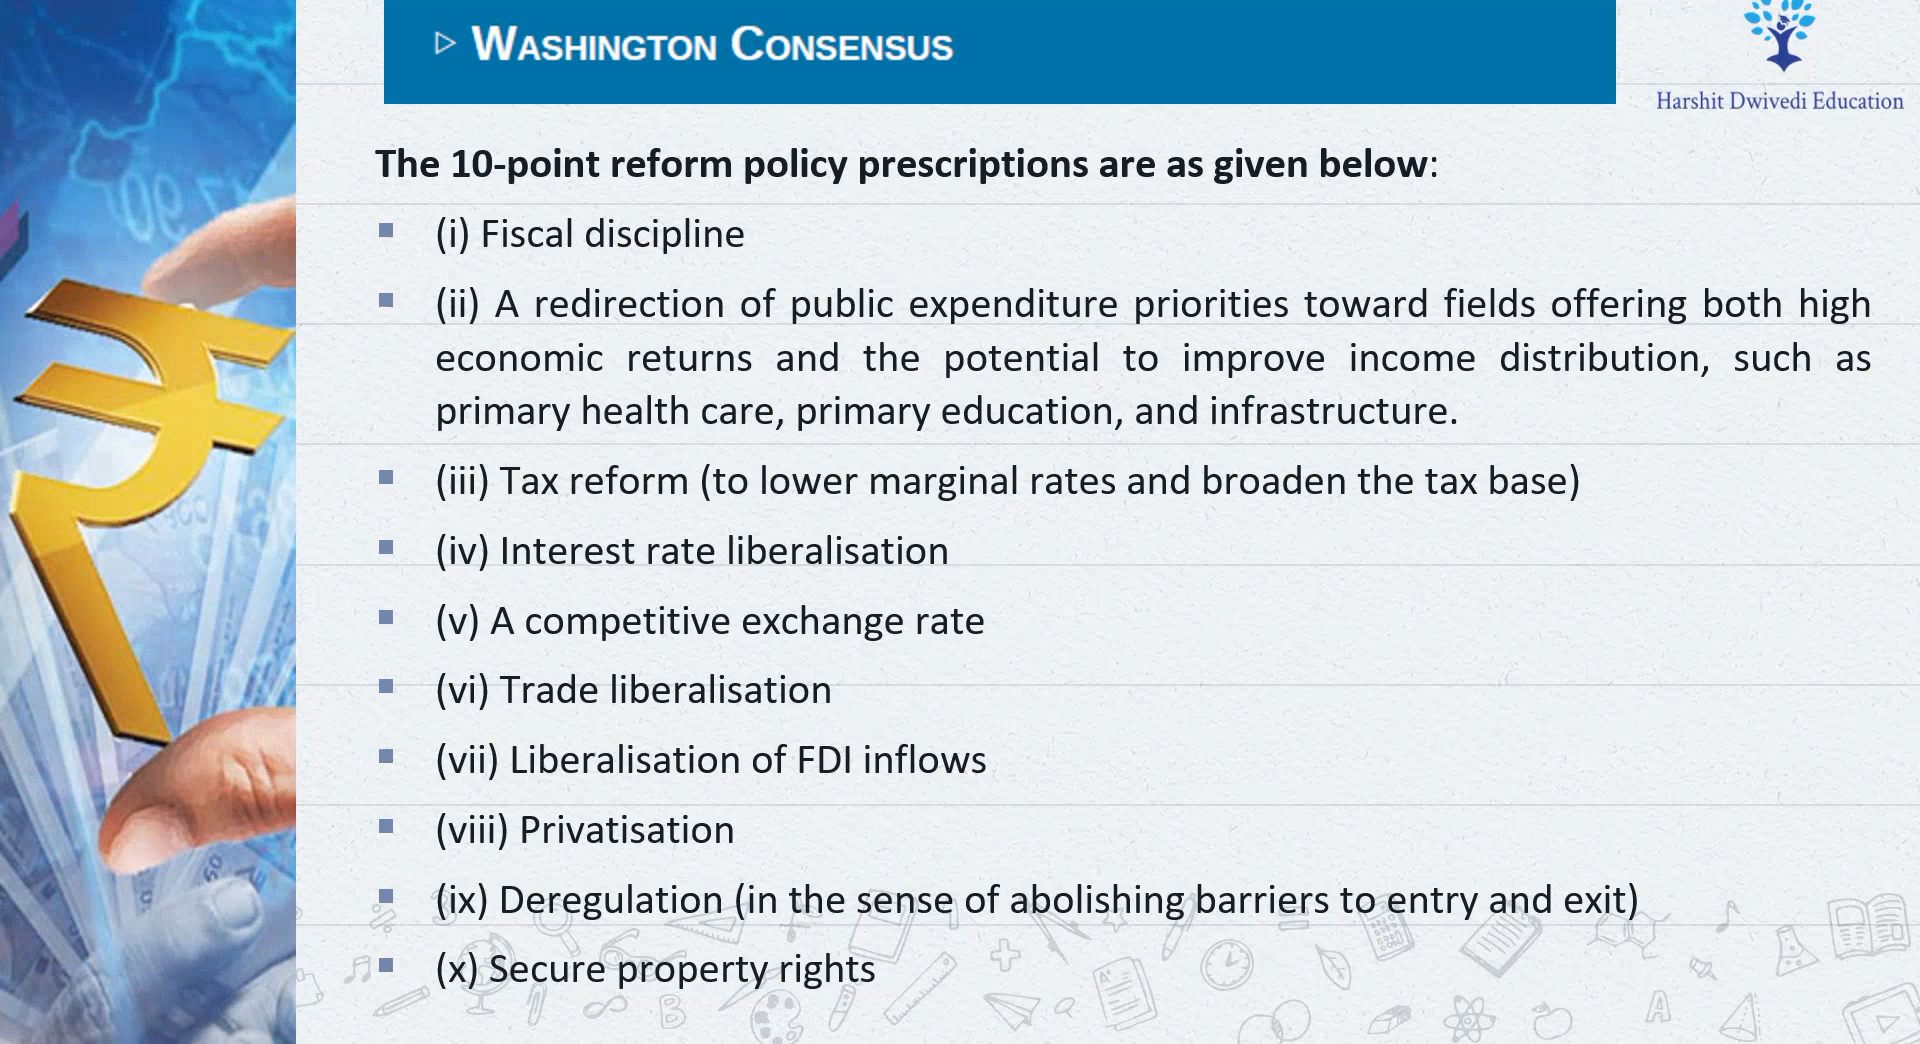 ▷ Washington Consensus
Harshit Dwivedi Education
The 10-point reform policy prescriptions are as given below:
(i) Fiscal discipline
(ii) A redirection of public expenditure priorities toward fields offering both high
economic returns and the potential to improve income distribution, such as
primary health care, primary education, and infrastructure.
(iii) Tax reform (to lower marginal rates and broaden the tax base)
(iv) Interest rate liberalisation
(v) A competitive exchange rate
(vi) Trade liberalisation
(vii) Liberalisation of FDI inflows
(viii) Privatisation
(ix) Deregulation (in the sense of abolishing barriers to entry and exit)
(x) Secure property rights